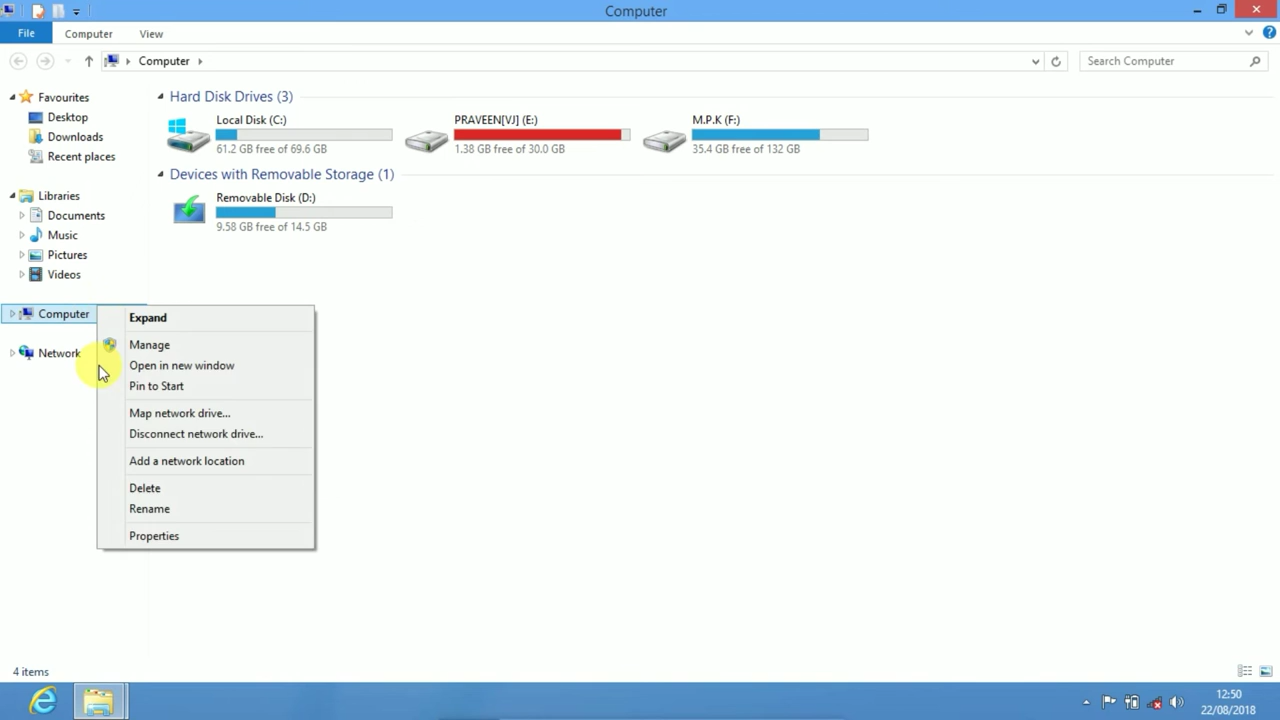 Computer
File
Computer
View
Computer
Search Computer
Favourites
Desktop
Downloads
Recent places
Libraries
Documents
Music
Pictures
Videos
Computer
Network
Hard Disk Drives (3)
Local Disk (C:)
61.2 GB free of 69.6 GB
PRAVEEN[VJ] (E:)
1.38 GB free of 30.0 GB
M.P.K (F:)
35.4 GB free of 132 GB
Devices with Removable Storage (1)
Removable Disk (D:)
9.58 GB free of 14.5 GB
Expand
Manage
Open in new window
Pin to Start
Map network drive...
Disconnect network drive...
Add a network location
Delete
Rename
Properties
4 items
12:50
22/08/2018